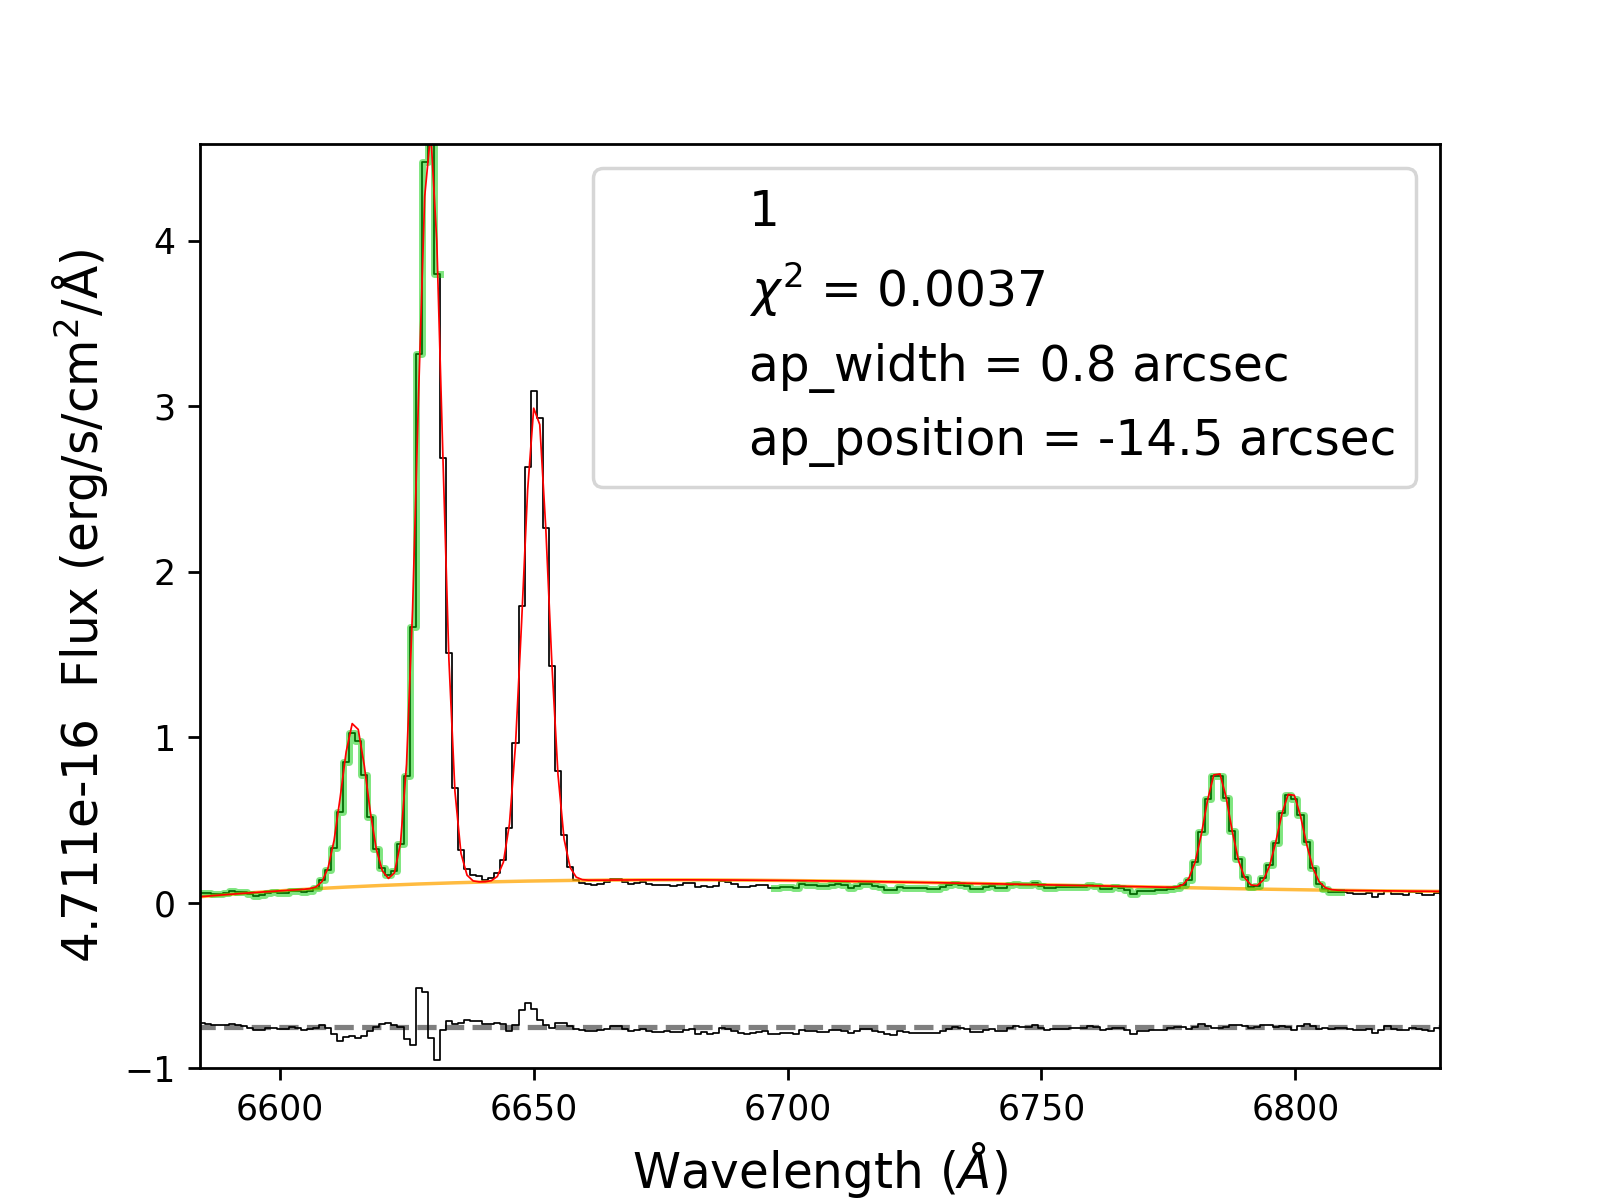 1
χ² = 0.0037
ap_width = 0.8 arcsec
ap_position = -14.5 arcsec
4
3
2
1
0
−1
4.711e-16 Flux (erg/s/cm²/Å)
6600 6650 6700 6750 6800
Wavelength (Å)